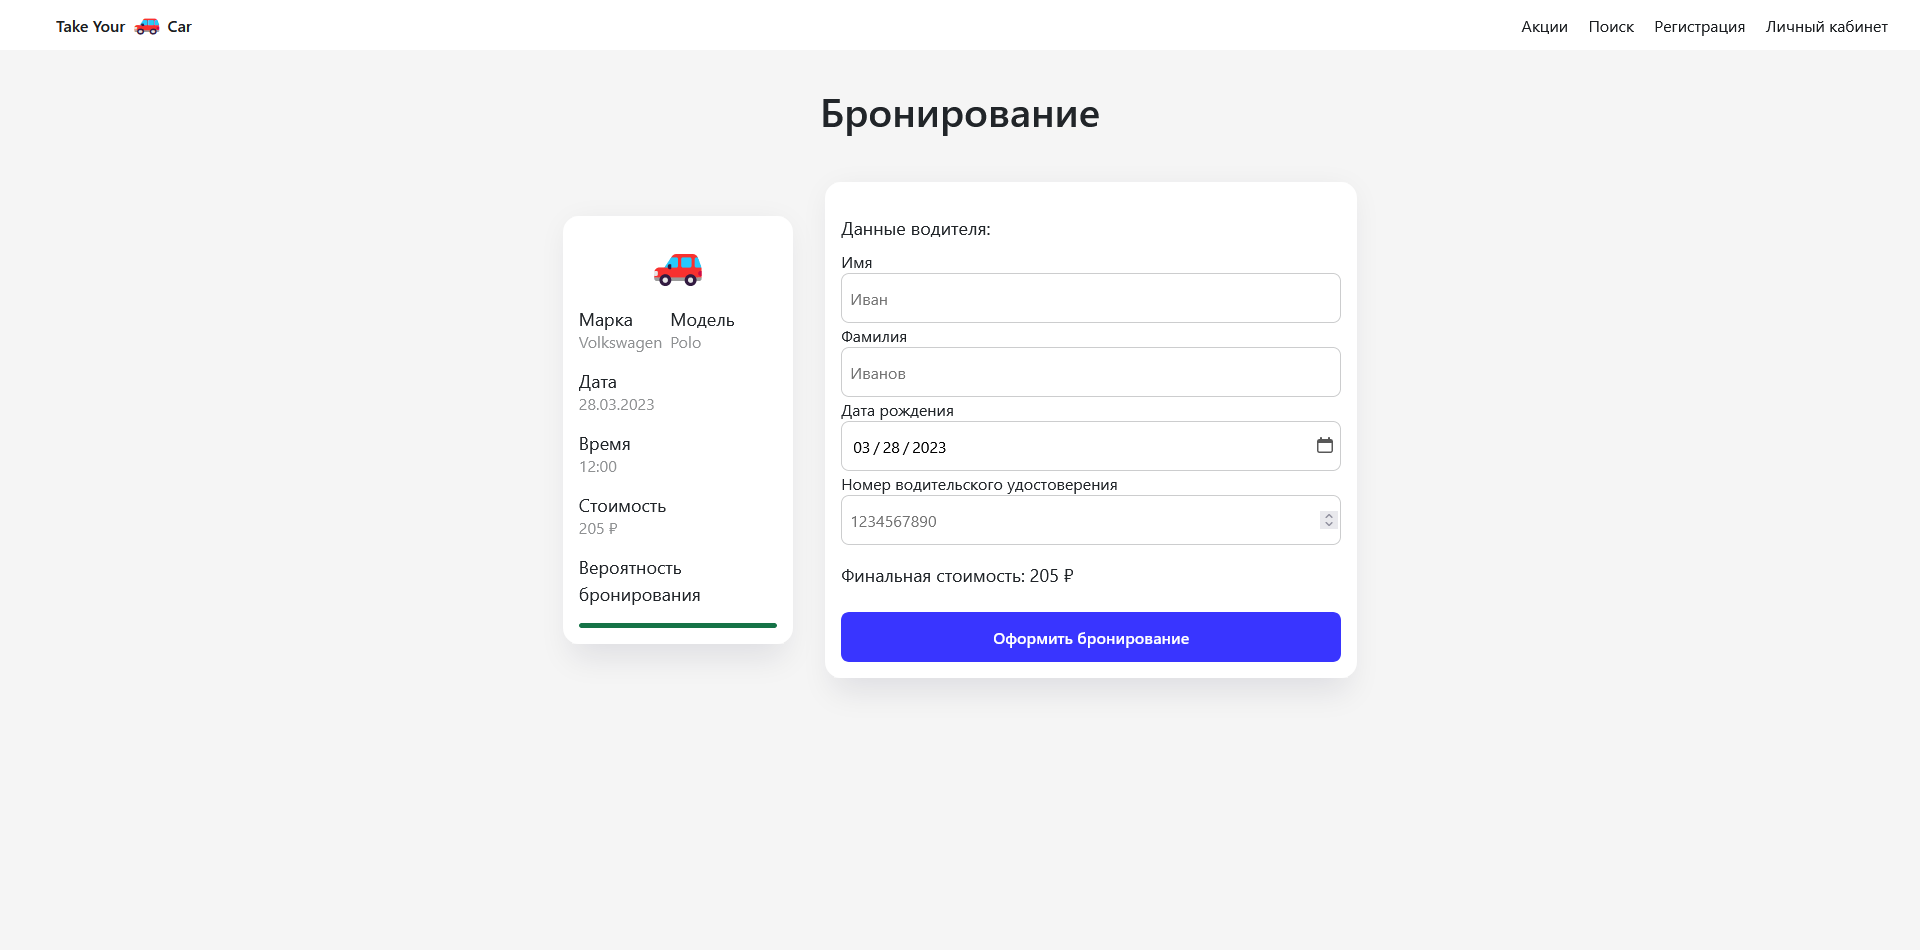 Take Your Car
Акции Поиск Регистрация Личный кабинет
Бронирование
Марка Модель
Volkswagen Polo
Дата
28.03.2023
Время
12:00
Стоимость
205 ₽
Вероятность
бронирования
Данные водителя:
Имя
Иван
Фамилия
Иванов
Дата рождения
03 / 28 / 2023
Номер водительского удостоверения
1234567890
Финальная стоимость: 205 ₽
Оформить бронирование